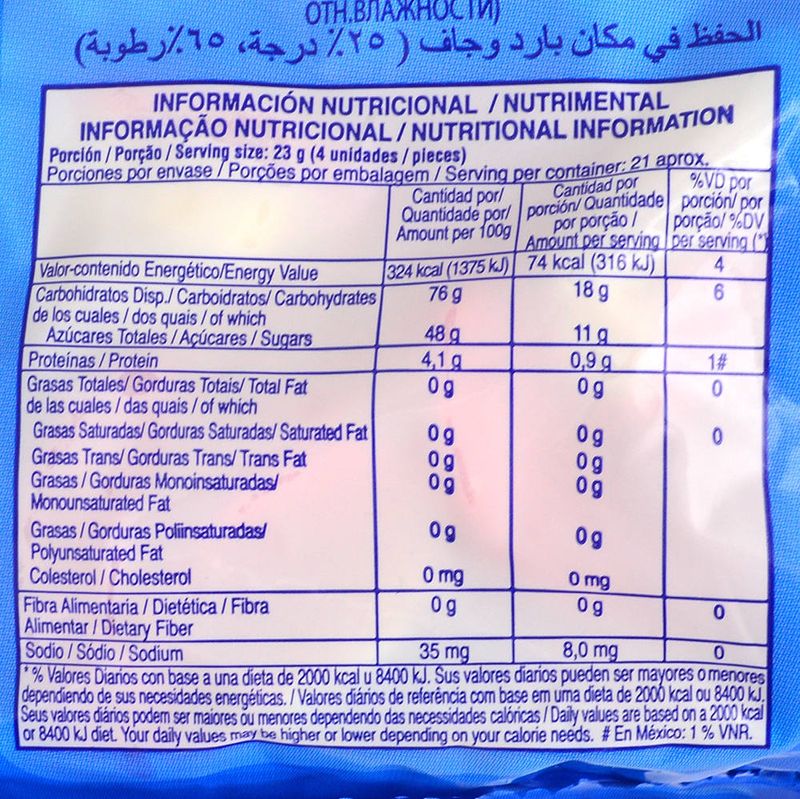 ОТН.ВЛАЖНОСТИ)
الحفظ في مكان بارد وجاف ( ٢٥٪ درجة، ٦٥٪رطوبة)
INFORMACIÓN NUTRICIONAL / NUTRIMENTAL
INFORMAÇÃO NUTRICIONAL / NUTRITIONAL INFORMATION
Porción / Porção / Serving size: 23 g (4 unidades / pieces)
Porciones por envase / Porções por embalagem / Serving per container: 21 aprox.
Cantidad por/ Quantidade por/ Amount per 100g
Cantidad por porción/ Quantidade por porção / Amount per serving
%VD por porción/ por porção/ %DV per serving (*)
Valor-contenido Energético/Energy Value 324 kcal (1375 kJ) 74 kcal (316 kJ) 4
Carbohidratos Disp./ Carboidratos/ Carbohydrates 76 g 18 g 6
de los cuales / dos quais / of which
Azúcares Totales / Açúcares / Sugars 48 g 11 g
Proteínas / Protein 4,1 g 0,9 g 1#
Grasas Totales/ Gorduras Totais/ Total Fat 0 g 0 g 0
de las cuales / das quais / of which
Grasas Saturadas/ Gorduras Saturadas/ Saturated Fat 0 g 0 g 0
Grasas Trans/ Gorduras Trans/ Trans Fat 0 g 0 g
Grasas / Gorduras Monoinsaturadas/ 0 g 0 g
Monounsaturated Fat
Grasas / Gorduras Poliinsaturadas/ 0 g 0 g
Polyunsaturated Fat
Colesterol / Cholesterol 0 mg 0 mg
Fibra Alimentaria / Dietética / Fibra 0 g 0 g 0
Alimentar / Dietary Fiber
Sodio / Sódio / Sodium 35 mg 8,0 mg 0
* % Valores Diarios con base a una dieta de 2000 kcal u 8400 kJ. Sus valores diarios pueden ser mayores o menores
dependiendo de sus necesidades energéticas. / Valores diários de referência com base em uma dieta de 2000 kcal ou 8400 kJ.
Seus valores diários podem ser maiores ou menores dependendo das necessidades calóricas / Daily values are based on a 2000 kcal
or 8400 kJ diet. Your daily values may be higher or lower depending on your calorie needs. # En México: 1 % VNR.